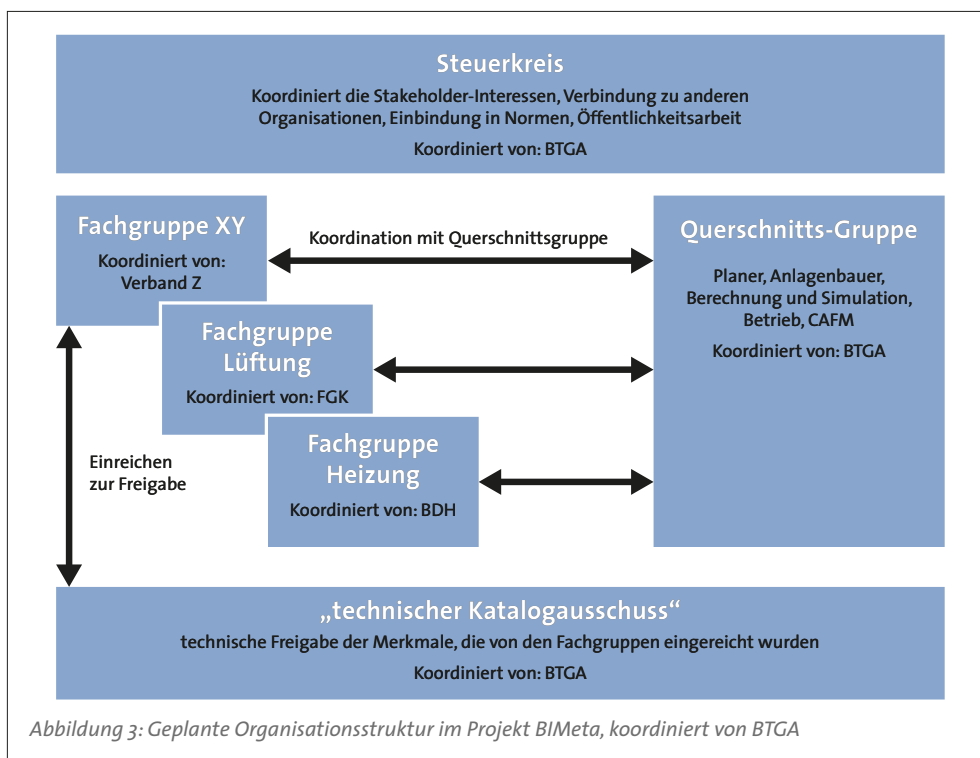 Steuerkreis
Koordiniert die Stakeholder-Interessen, Verbindung zu anderen
Organisationen, Einbindung in Normen, Öffentlichkeitsarbeit
Koordiniert von: BTGA
Fachgruppe XY
Koordiniert von:
Verband Z
Koordination mit Querschnittsgruppe
Querschnitts-Gruppe
Planer, Anlagenbauer,
Berechnung und Simulation,
Betrieb, CAFM
Koordiniert von: BTGA
Fachgruppe
Lüftung
Koordiniert von: FGK
Fachgruppe
Heizung
Koordiniert von: BDH
Einreichen
zur Freigabe
„technischer Katalogausschuss“
technische Freigabe der Merkmale, die von den Fachgruppen eingereicht wurden
Koordiniert von: BTGA
Abbildung 3: Geplante Organisationsstruktur im Projekt BIMeta, koordiniert von BTGA